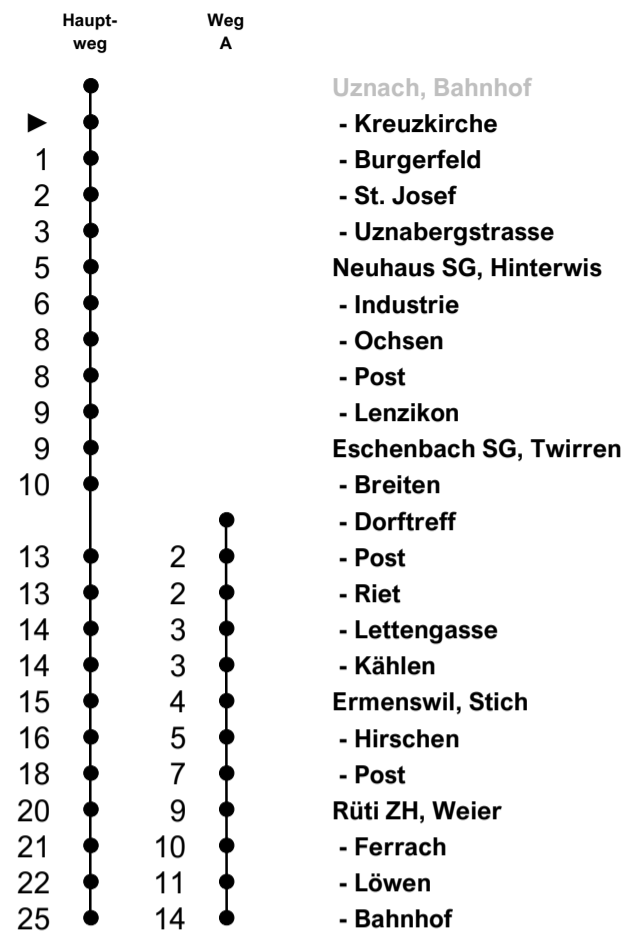 Haupt- Weg
weg A
Uznach, Bahnhof
► - Kreuzkirche
1 - Burgerfeld
2 - St. Josef
3 - Uznabergstrasse
5 Neuhaus SG, Hinterwis
6 - Industrie
8 - Ochsen
8 - Post
9 - Lenzikon
9 Eschenbach SG, Twirren
10 - Breiten
- Dorftreff
13 2 - Post
13 2 - Riet
14 3 - Lettengasse
14 3 - Kählen
15 4 Ermenswil, Stich
16 5 - Hirschen
18 7 - Post
20 9 Rüti ZH, Weier
21 10 - Ferrach
22 11 - Löwen
25 14 - Bahnhof